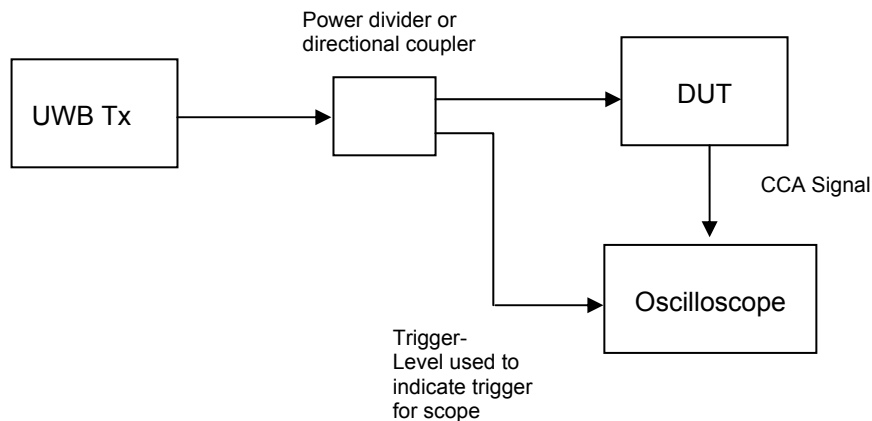 Power divider or
directional coupler
UWB Tx
DUT
CCA Signal
Oscilloscope
Trigger-
Level used to
indicate trigger
for scope